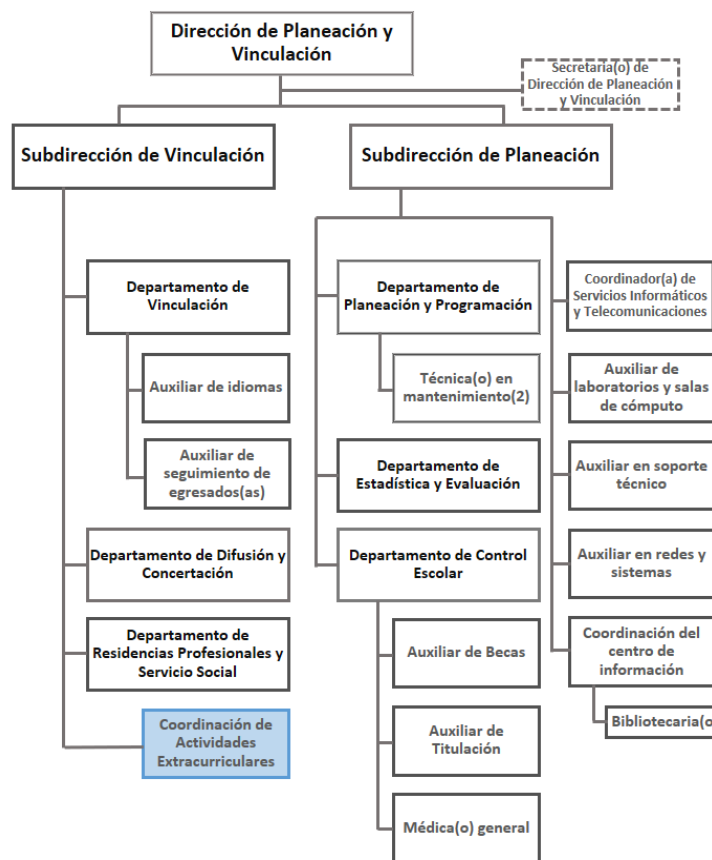 Dirección de Planeación y
Vinculación
Secretaria(o) de
Dirección de Planeación
y Vinculación
Subdirección de Vinculación
Subdirección de Planeación
Departamento de
Vinculación
Auxiliar de idiomas
Auxiliar de
seguimiento de
egresados(as)
Departamento de Difusión y
Concertación
Departamento de
Residencias Profesionales y
Servicio Social
Coordinación de
Actividades
Extracurriculares
Departamento de
Planeación y Programación
Técnica(o) en
mantenimiento(2)
Departamento de
Estadística y Evaluación
Departamento de Control
Escolar
Auxiliar de Becas
Auxiliar de
Titulación
Médica(o) general
Coordinador(a) de
Servicios Informáticos
y Telecomunicaciones
Auxiliar de
laboratorios y salas
de cómputo
Auxiliar en soporte
técnico
Auxiliar en redes y
sistemas
Coordinación del
centro de
información
Bibliotecaria(o